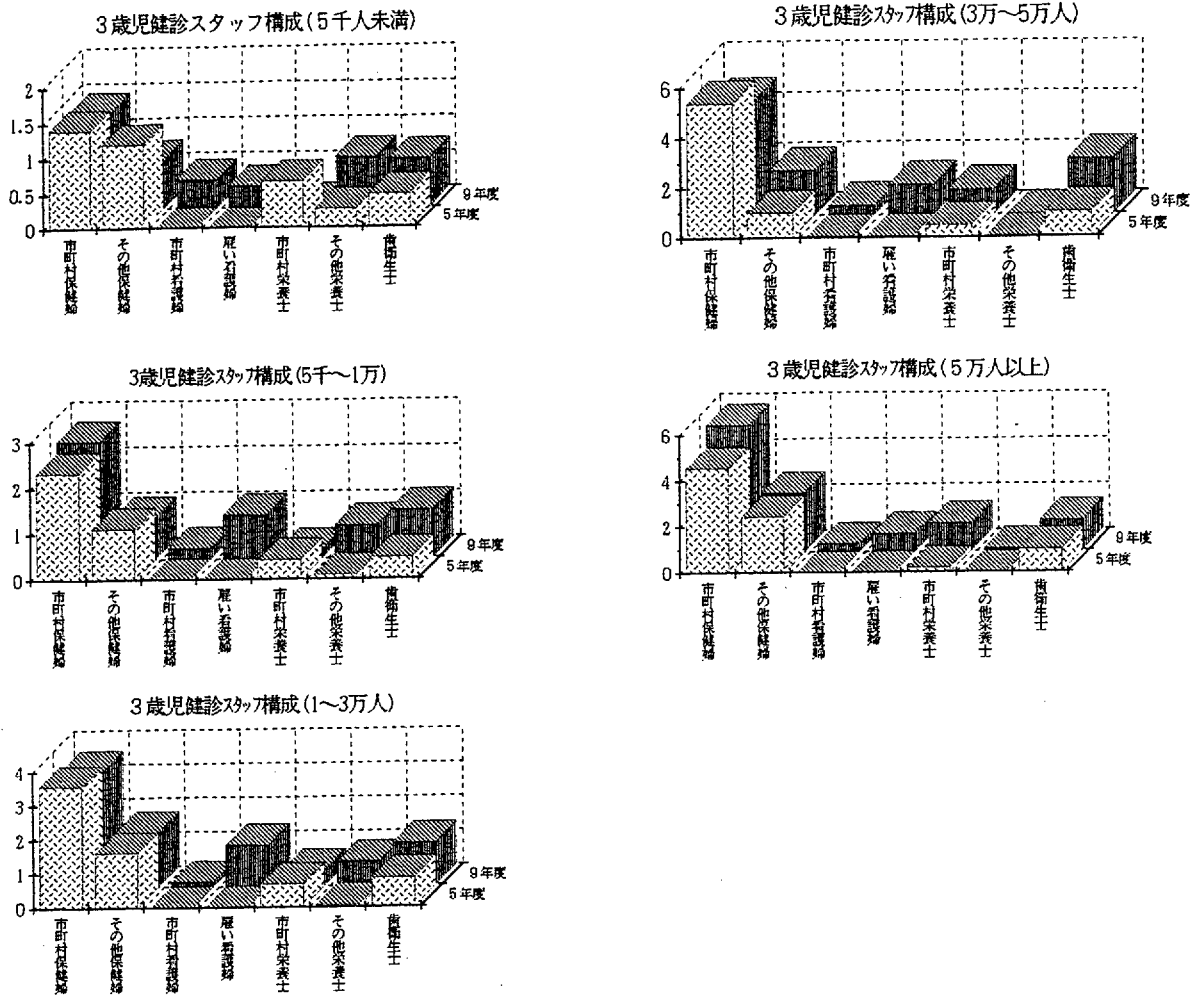 3歳児健診スタッフ構成(5千人未満)
2
1.5
1
0.5
0
9年度
5年度
市町村保健婦
その他保健婦
市町村看護婦
雇い看護婦
市町村栄養士
その他栄養士
歯衛生士
3歳児健診スタッフ構成(3万～5万人)
6
4
2
0
9年度
5年度
市町村保健婦
その他保健婦
市町村看護婦
雇い看護婦
市町村栄養士
その他栄養士
歯衛生士
3歳児健診スタッフ構成(5千～1万)
3
2
1
0
9年度
5年度
市町村保健婦
その他保健婦
市町村看護婦
雇い看護婦
市町村栄養士
その他栄養士
歯衛生士
3歳児健診スタッフ構成(5万人以上)
6
4
2
0
9年度
5年度
市町村保健婦
その他保健婦
市町村看護婦
雇い看護婦
市町村栄養士
その他栄養士
歯衛生士
3歳児健診スタッフ構成(1～3万人)
4
3
2
1
0
9年度
5年度
市町村保健婦
その他保健婦
市町村看護婦
雇い看護婦
市町村栄養士
その他栄養士
歯衛生士